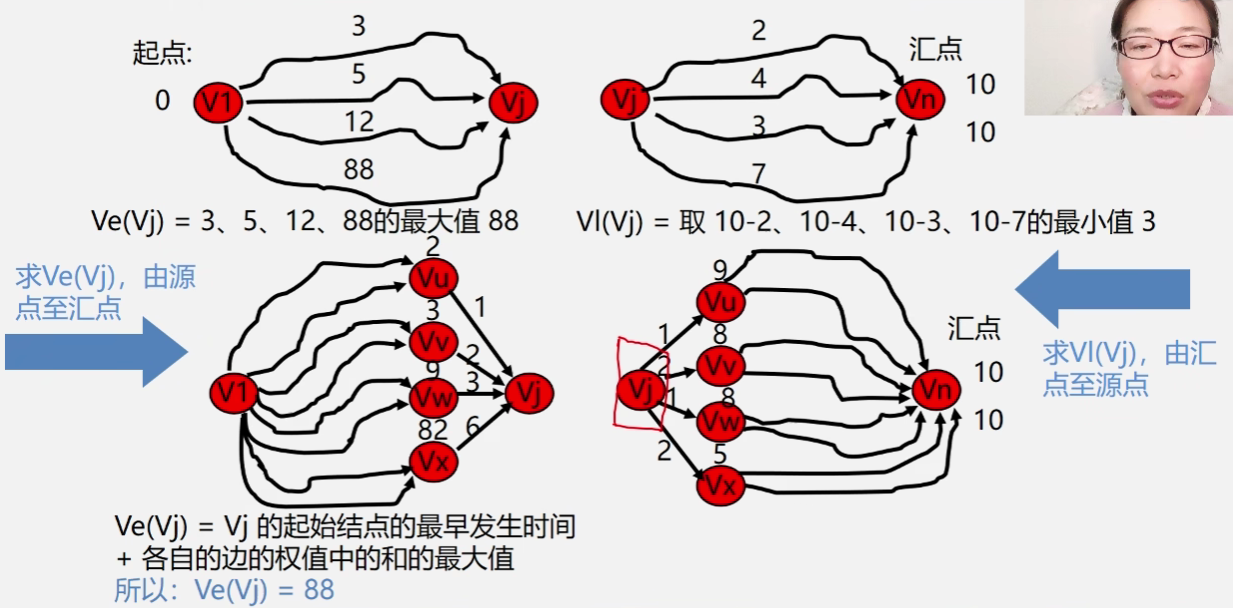 3
2
起点:
汇点
5
4
10
0
V1
Vj
Vj
Vn
12
3
10
88
7
Ve(Vj) = 3、5、12、88的最大值 88
Vl(Vj) = 取 10-2、10-4、10-3、10-7的最小值 3
求Ve(Vj)，由源
点至汇点
2
Vu
1
3
Vv
2
9
V1
Vw
3
Vj
82
6
Vx
9
Vu
1
8
Vv
2
Vj
1
8
Vw
2
5
Vx
汇点
10
Vn
10
求Vl(Vj)，由汇
点至源点
Ve(Vj) = Vj 的起始结点的最早发生时间
+ 各自的边的权值中的和的最大值
所以：Ve(Vj) = 88